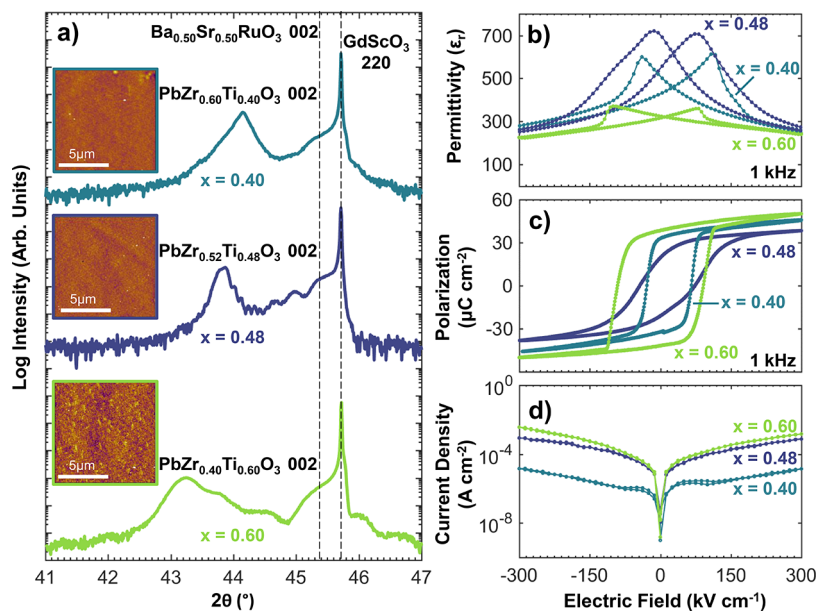 a)
Ba0.50Sr0.50RuO3 002
GdScO3
220
PbZr0.60Ti0.40O3 002
5µm
x = 0.40
PbZr0.52Ti0.48O3 002
5µm
x = 0.48
PbZr0.40Ti0.60O3 002
5µm
x = 0.60
Log Intensity (Arb. Units)
41 42 43 44 45 46 47
2θ (°)
b)
Permittivity (εr)
700
500
300
100
x = 0.48
x = 0.40
x = 0.60
1 kHz
c)
Polarization
(µC cm-2)
60
30
0
-30
-60
x = 0.48
x = 0.40
x = 0.60
1 kHz
d)
Current Density
(A cm-2)
10^0
10^-4
10^-8
x = 0.60
x = 0.48
x = 0.40
-300 -150 0 150 300
Electric Field (kV cm-1)